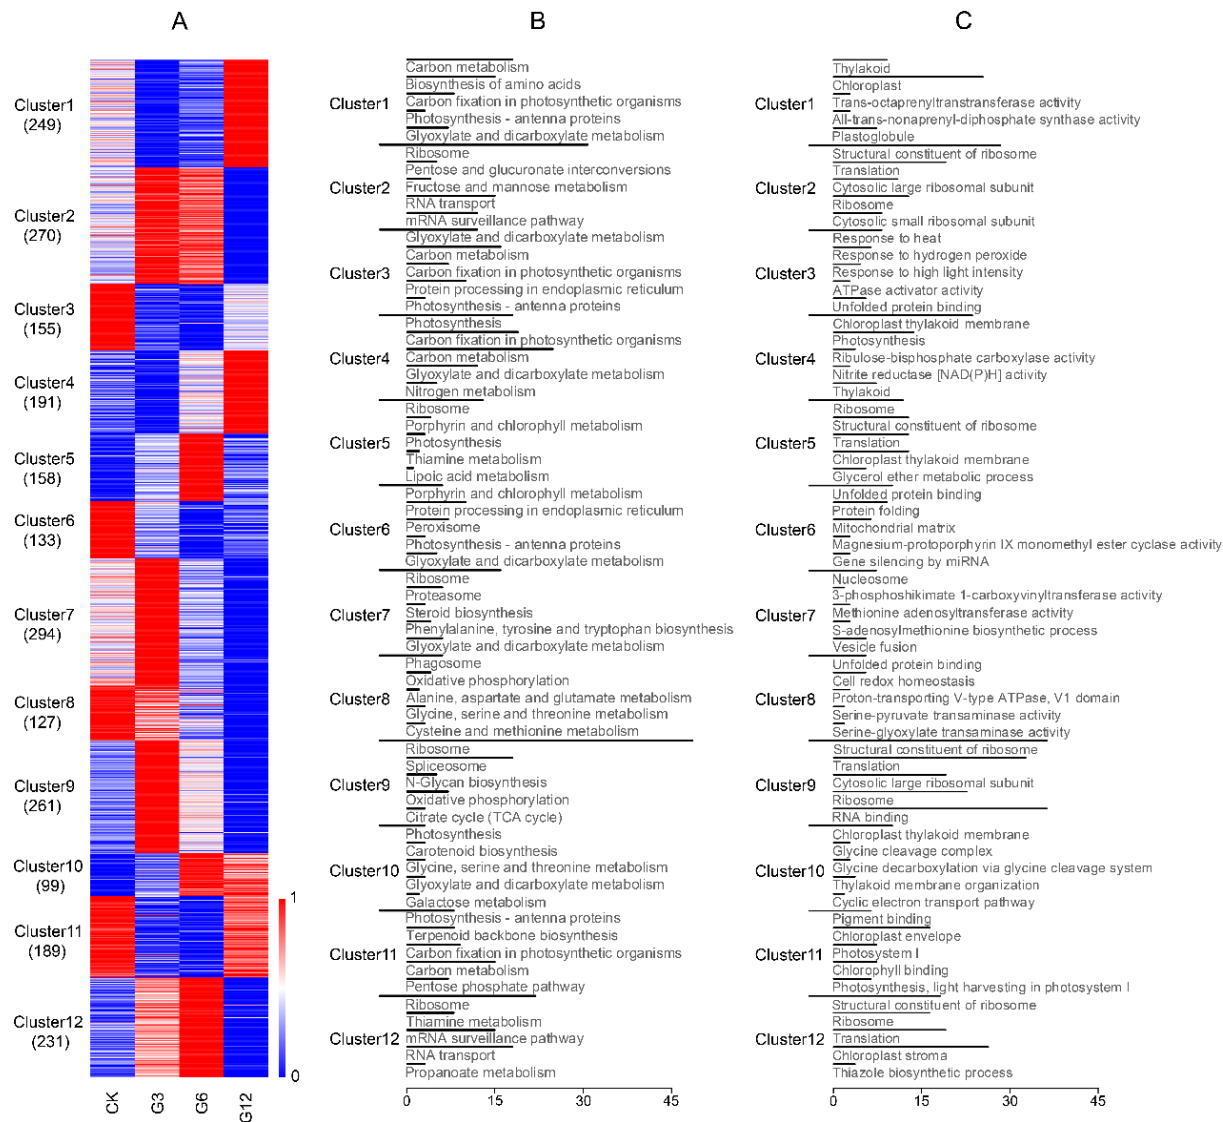 A
Cluster1
(249)
Cluster2
(270)
Cluster3
(155)
Cluster4
(191)
Cluster5
(158)
Cluster6
(133)
Cluster7
(294)
Cluster8
(127)
Cluster9
(261)
Cluster10
(99)
Cluster11
(189)
Cluster12
(231)
CK
G3
G6
G12
1
0
B
Cluster1
Carbon metabolism
Biosynthesis of amino acids
Carbon fixation in photosynthetic organisms
Photosynthesis - antenna proteins
Glyoxylate and dicarboxylate metabolism
Cluster2
Ribosome
Pentose and glucuronate interconversions
Fructose and mannose metabolism
RNA transport
mRNA surveillance pathway
Cluster3
Glyoxylate and dicarboxylate metabolism
Carbon metabolism
Carbon fixation in photosynthetic organisms
Protein processing in endoplasmic reticulum
Photosynthesis - antenna proteins
Cluster4
Photosynthesis
Carbon fixation in photosynthetic organisms
Carbon metabolism
Glyoxylate and dicarboxylate metabolism
Nitrogen metabolism
Cluster5
Ribosome
Porphyrin and chlorophyll metabolism
Photosynthesis
Thiamine metabolism
Lipoic acid metabolism
Cluster6
Porphyrin and chlorophyll metabolism
Protein processing in endoplasmic reticulum
Peroxisome
Photosynthesis - antenna proteins
Glyoxylate and dicarboxylate metabolism
Cluster7
Ribosome
Proteasome
Steroid biosynthesis
Phenylalanine, tyrosine and tryptophan biosynthesis
Glyoxylate and dicarboxylate metabolism
Cluster8
Phagosome
Oxidative phosphorylation
Alanine, aspartate and glutamate metabolism
Glycine, serine and threonine metabolism
Cysteine and methionine metabolism
Cluster9
Ribosome
Spliceosome
N-Glycan biosynthesis
Oxidative phosphorylation
Citrate cycle (TCA cycle)
Cluster10
Photosynthesis
Carotenoid biosynthesis
Glycine, serine and threonine metabolism
Glyoxylate and dicarboxylate metabolism
Galactose metabolism
Cluster11
Photosynthesis - antenna proteins
Terpenoid backbone biosynthesis
Carbon fixation in photosynthetic organisms
Carbon metabolism
Pentose phosphate pathway
Cluster12
Ribosome
Thiamine metabolism
mRNA surveillance pathway
RNA transport
Propanoate metabolism
0
15
30
45
C
Cluster1
Thylakoid
Chloroplast
Trans-octaprenyltranstransferase activity
All-trans-nonaprenyl-diphosphate synthase activity
Plastoglobule
Cluster2
Structural constituent of ribosome
Translation
Cytosolic large ribosomal subunit
Ribosome
Cytosolic small ribosomal subunit
Cluster3
Response to heat
Response to hydrogen peroxide
Response to high light intensity
ATPase activator activity
Unfolded protein binding
Cluster4
Chloroplast thylakoid membrane
Photosynthesis
Ribulose-bisphosphate carboxylase activity
Nitrite reductase [NAD(P)H] activity
Thylakoid
Cluster5
Ribosome
Structural constituent of ribosome
Translation
Chloroplast thylakoid membrane
Glycerol ether metabolic process
Cluster6
Unfolded protein binding
Protein folding
Mitochondrial matrix
Magnesium-protoporphyrin IX monomethyl ester cyclase activity
Gene silencing by miRNA
Cluster7
Nucleosome
3-phosphoshikimate 1-carboxyvinyltransferase activity
Methionine adenosyltransferase activity
S-adenosylmethionine biosynthetic process
Vesicle fusion
Cluster8
Unfolded protein binding
Cell redox homeostasis
Proton-transporting V-type ATPase, V1 domain
Serine-pyruvate transaminase activity
Serine-glyoxylate transaminase activity
Cluster9
Structural constituent of ribosome
Translation
Cytosolic large ribosomal subunit
Ribosome
RNA binding
Cluster10
Chloroplast thylakoid membrane
Glycine cleavage complex
Glycine decarboxylation via glycine cleavage system
Thylakoid membrane organization
Cyclic electron transport pathway
Cluster11
Pigment binding
Chloroplast envelope
Photosystem I
Chlorophyll binding
Photosynthesis, light harvesting in photosystem I
Cluster12
Structural constituent of ribosome
Ribosome
Translation
Chloroplast stroma
Thiazole biosynthetic process
0
15
30
45